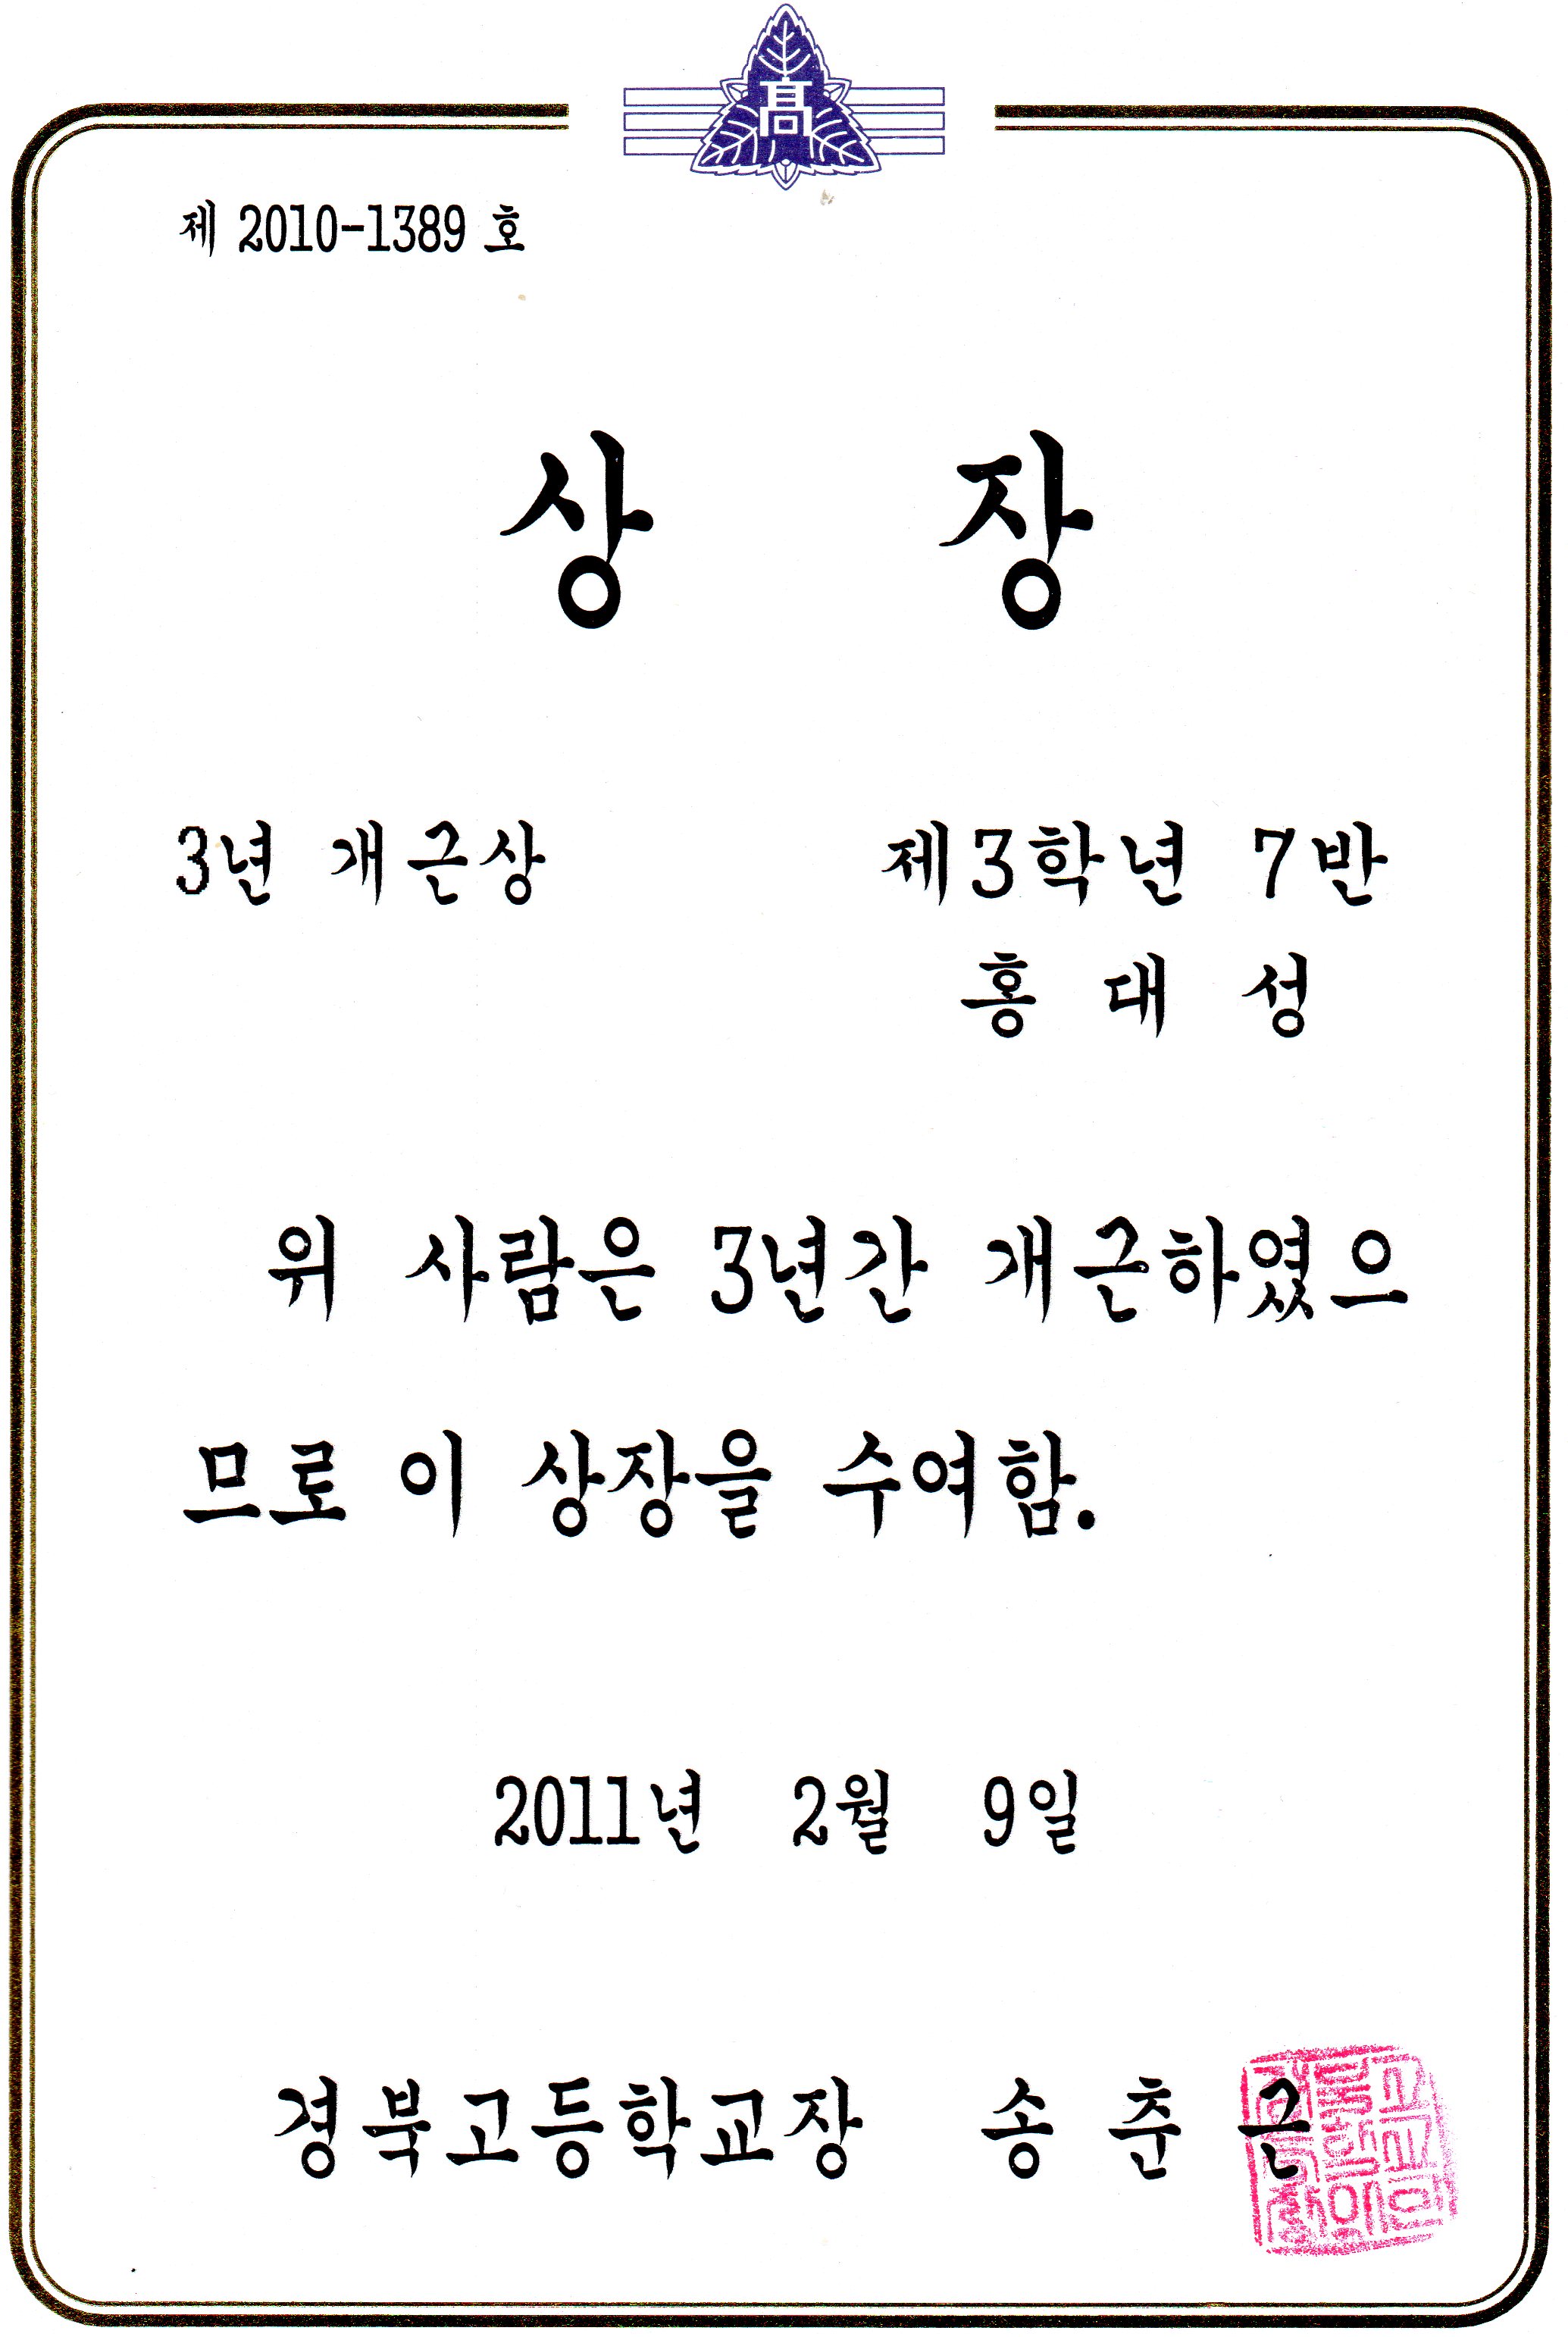 高
제 2010-1389 호
상 장
3년 개근상
제3학년 7반
홍 대 성
위 사람은 3년간 개근하였으
므로 이 상장을 수여함.
2011년 2월 9일
경북고등학교장 송 춘 근